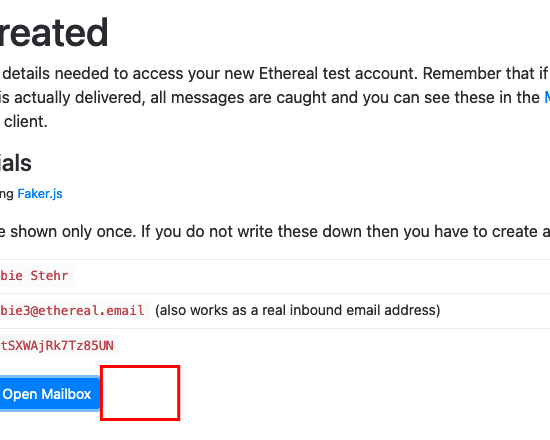 reated
details needed to access your new Ethereal test account. Remember that if
is actually delivered, all messages are caught and you can see these in the M
client.
ials
ng Faker.js
e shown only once. If you do not write these down then you have to create a
bie Stehr
bie3@ethereal.email (also works as a real inbound email address)
tSXWAjRk7Tz85UN
Open Mailbox